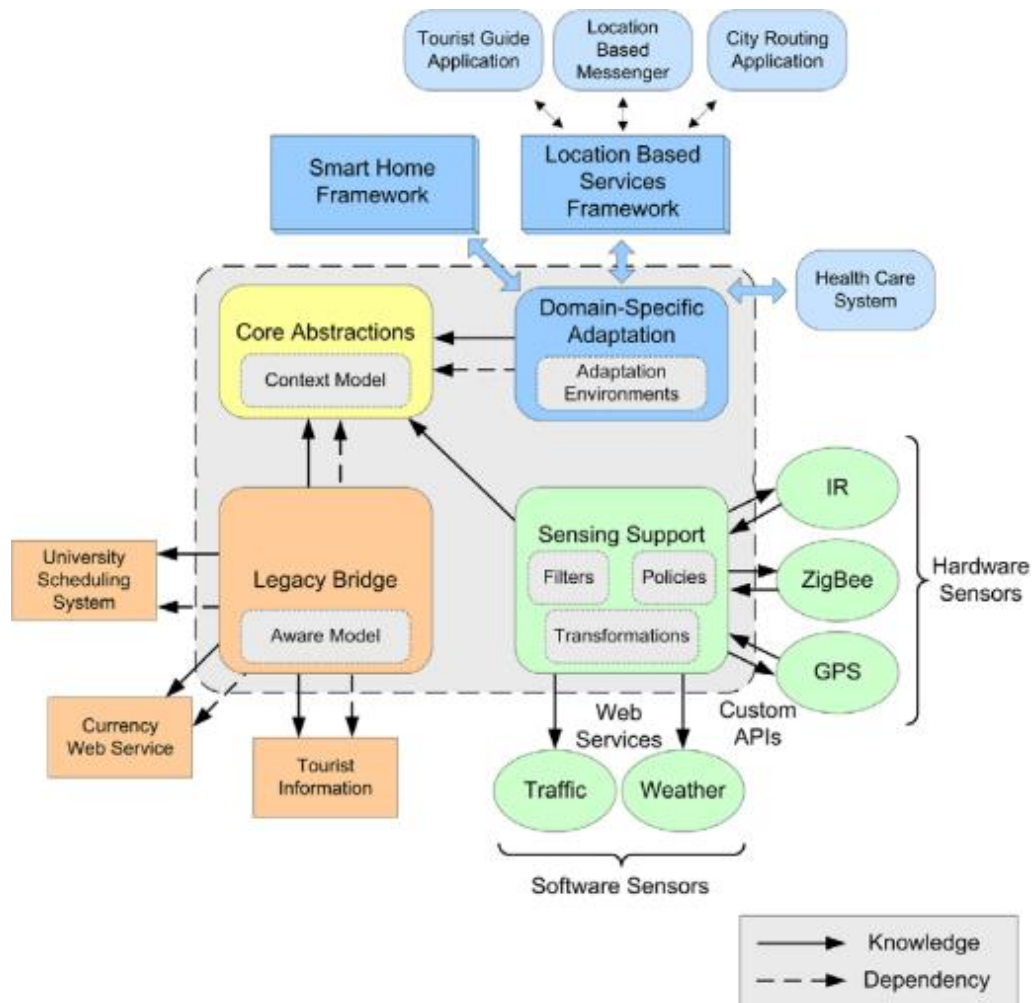 Tourist Guide
Application
Location
Based
Messenger
City Routing
Application
Smart Home
Framework
Location Based
Services
Framework
Health Care
System
Core Abstractions
Context Model
Domain-Specific
Adaptation
Adaptation
Environments
Legacy Bridge
Aware Model
Sensing Support
Filters
Policies
Transformations
IR
ZigBee
GPS
Hardware
Sensors
University
Scheduling
System
Currency
Web Service
Tourist
Information
Web
Services
Custom
APIs
Traffic
Weather
Software Sensors
Knowledge
Dependency